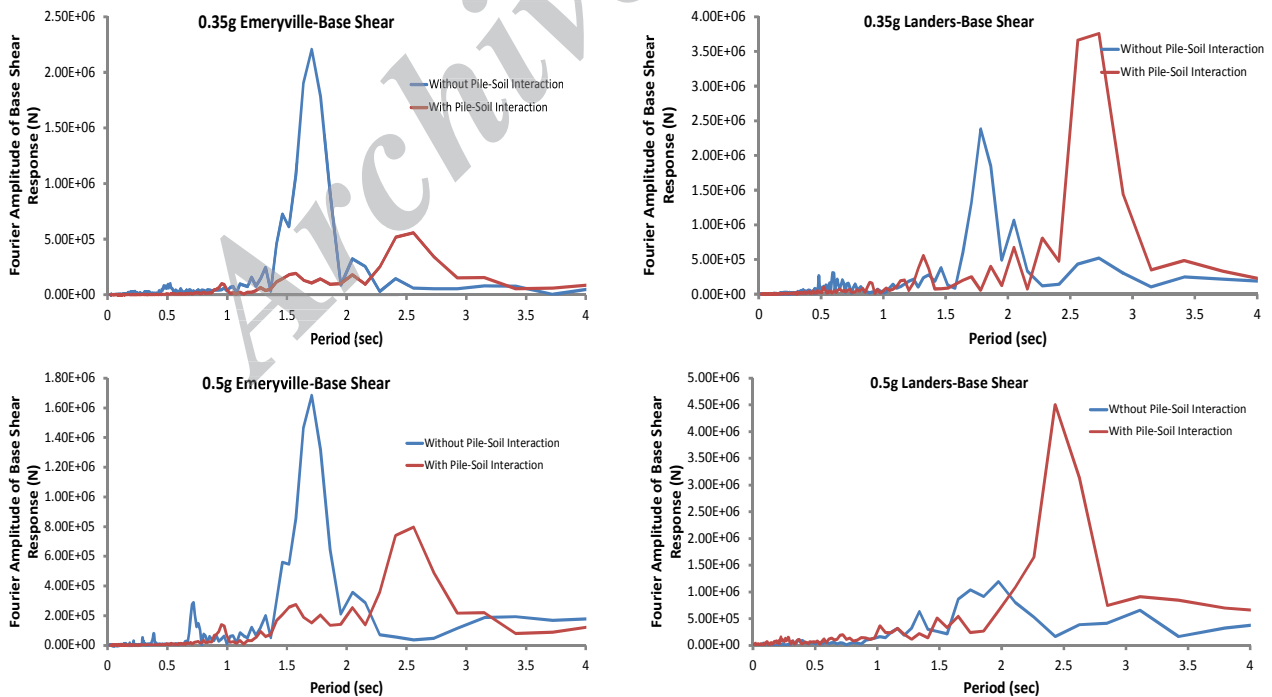 0.35g Emeryville-Base Shear
Fourier Amplitude of Base Shear
Response (N)
2.50E+06
2.00E+06
1.50E+06
1.00E+06
5.00E+05
0.00E+00
Without Pile-Soil Interaction
With Pile-Soil Interaction
0 0.5 1 1.5 2 2.5 3 3.5 4
Period (sec)
0.35g Landers-Base Shear
Fourier Amplitude of Base Shear
Response (N)
4.00E+06
3.50E+06
3.00E+06
2.50E+06
2.00E+06
1.50E+06
1.00E+06
5.00E+05
0.00E+00
Without Pile-Soil Interaction
With Pile-Soil Interaction
0 0.5 1 1.5 2 2.5 3 3.5 4
Period (sec)
0.5g Emeryville-Base Shear
Fourier Amplitude of Base Shear
Response (N)
1.80E+06
1.60E+06
1.40E+06
1.20E+06
1.00E+06
8.00E+05
6.00E+05
4.00E+05
2.00E+05
0.00E+00
Without Pile-Soil Interaction
With Pile-Soil Interaction
0 0.5 1 1.5 2 2.5 3 3.5 4
Period (sec)
0.5g Landers-Base Shear
Fourier Amplitude of Base Shear
Response (N)
5.00E+06
4.50E+06
4.00E+06
3.50E+06
3.00E+06
2.50E+06
2.00E+06
1.50E+06
1.00E+06
5.00E+05
0.00E+00
Wthout Pile-Soil Interaction
With Pile-Soil Interaction
0 0.5 1 1.5 2 2.5 3 3.5 4
Period (sec)
Archive